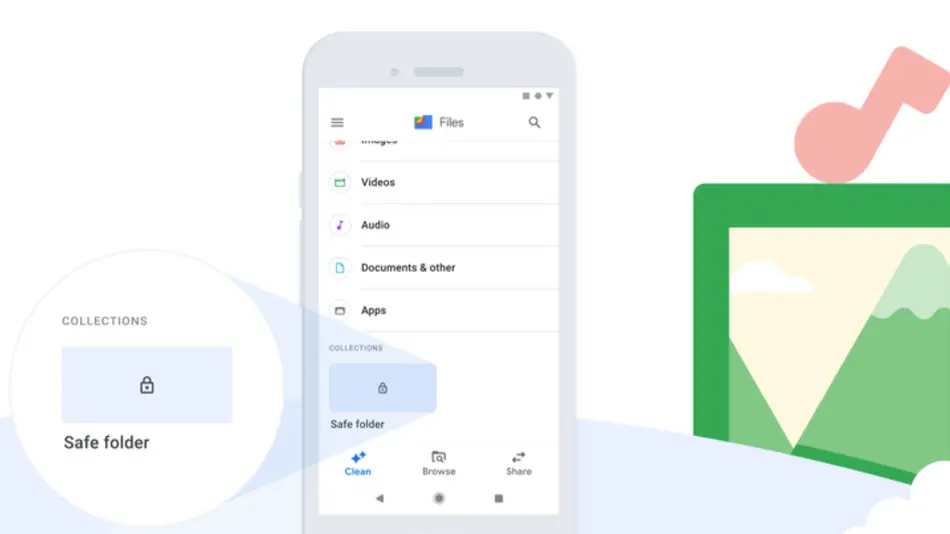 Files
Images
Videos
Audio
Documents & other
Apps
COLLECTIONS
Safe folder
Clean
Browse
Share
COLLECTIONS
Safe folder